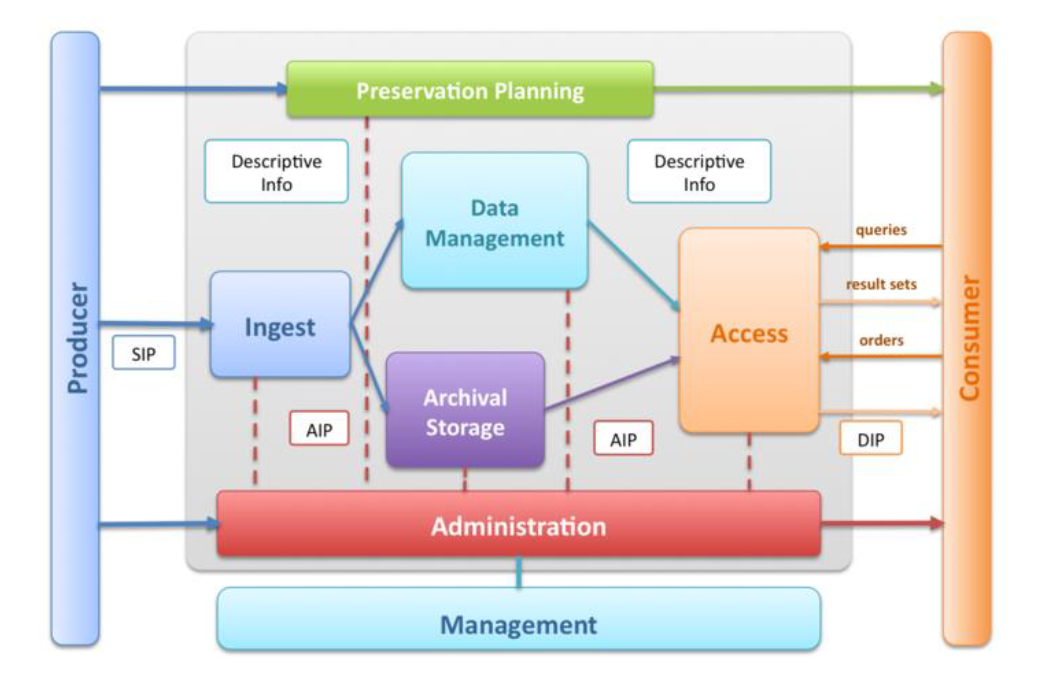 Producer
Preservation Planning
Descriptive
Info
Data
Management
Descriptive
Info
queries
result sets
orders
Ingest
SIP
Access
Archival
Storage
AIP
AIP
DIP
Administration
Management
Consumer